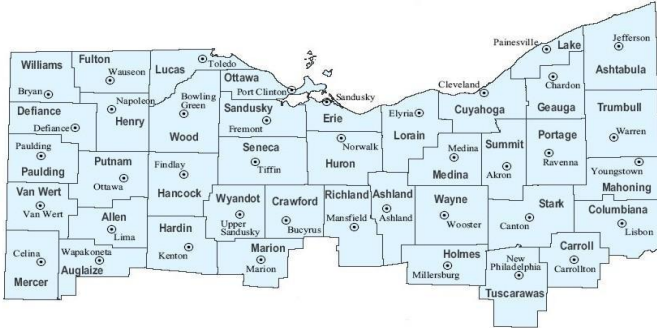 Williams
Bryan
Fulton
Wauseon
Lucas
Toledo
Ottawa
Port Clinton
Sandusky
Painesville
Lake
Jefferson
Ashtabula
Cleveland
Cuyahoga
Chardon
Geauga
Trumbull
Warren
Defiance
Defiance
Napoleon
Henry
Bowling
Green
Wood
Sandusky
Fremont
Erie
Elyria
Lorain
Paulding
Paulding
Putnam
Ottawa
Findlay
Hancock
Seneca
Tiffin
Norwalk
Huron
Medina
Medina
Summit
Akron
Portage
Ravenna
Youngstown
Mahoning
Van Wert
Van Wert
Allen
Lima
Hardin
Kenton
Wyandot
Upper
Sandusky
Crawford
Bucyrus
Richland
Mansfield
Ashland
Ashland
Wayne
Wooster
Stark
Canton
Columbiana
Lisbon
Celina
Mercer
Wapakoneta
Auglaize
Marion
Marion
Holmes
Millersburg
New
Philadelphia
Tuscarawas
Carroll
Carrollton